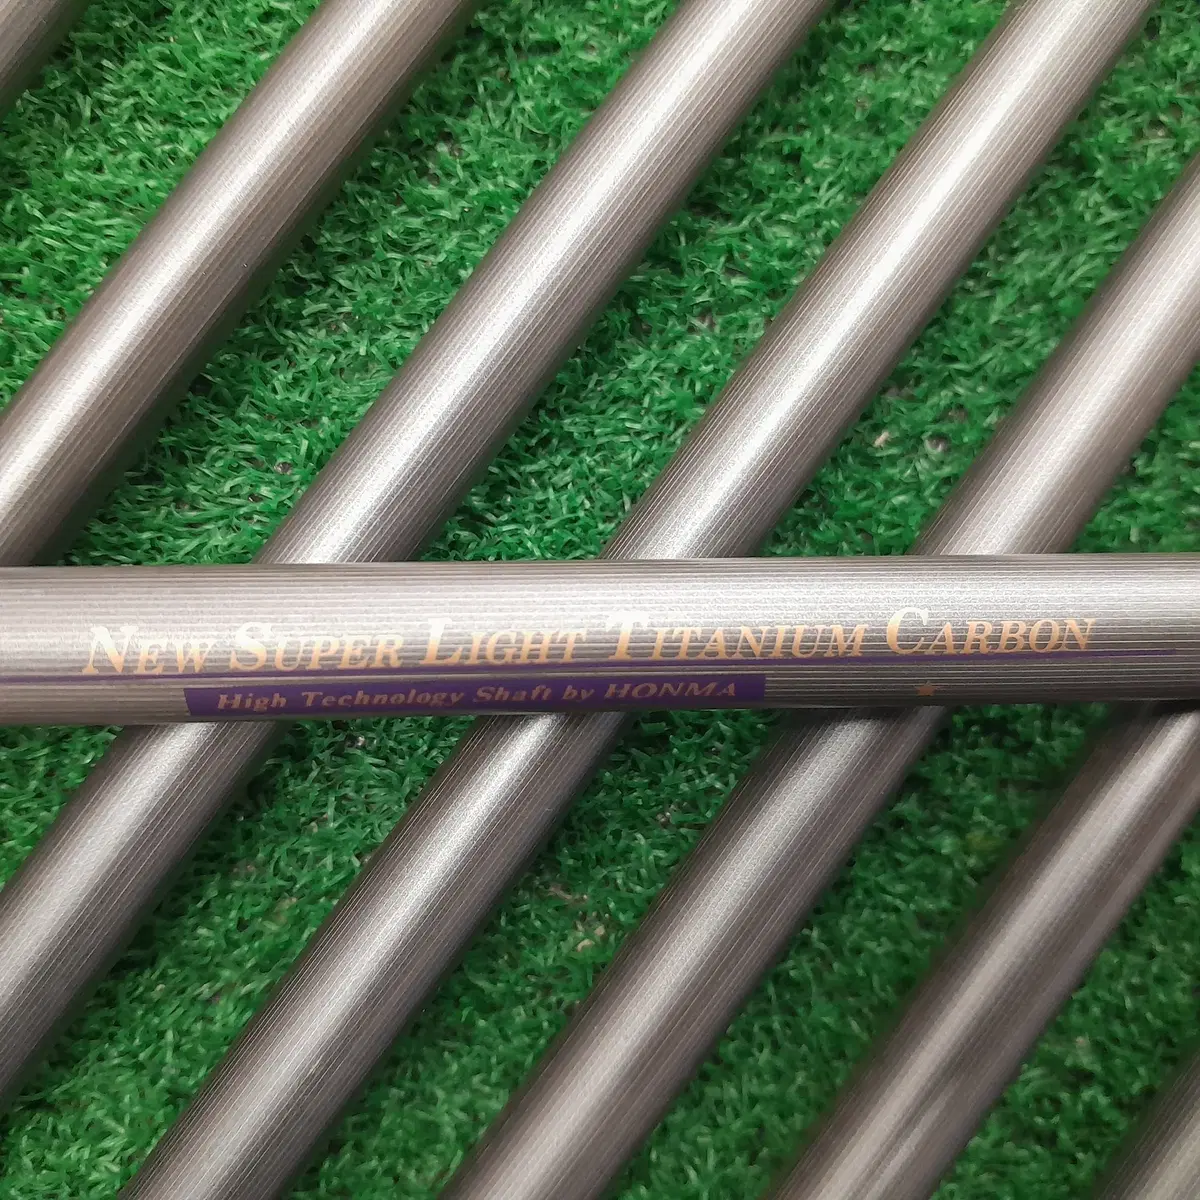 NEW SUPER LIGHT TITANIUM CARBON
High Technology Shaft by HONMA